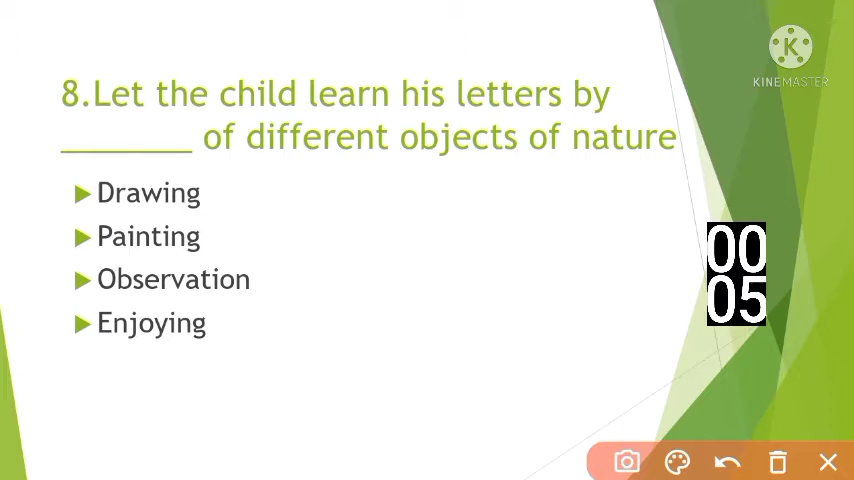 8.Let the child learn his letters by
_______ of different objects of nature
Drawing
Painting
Observation
Enjoying
K
KINEMASTER
00
05